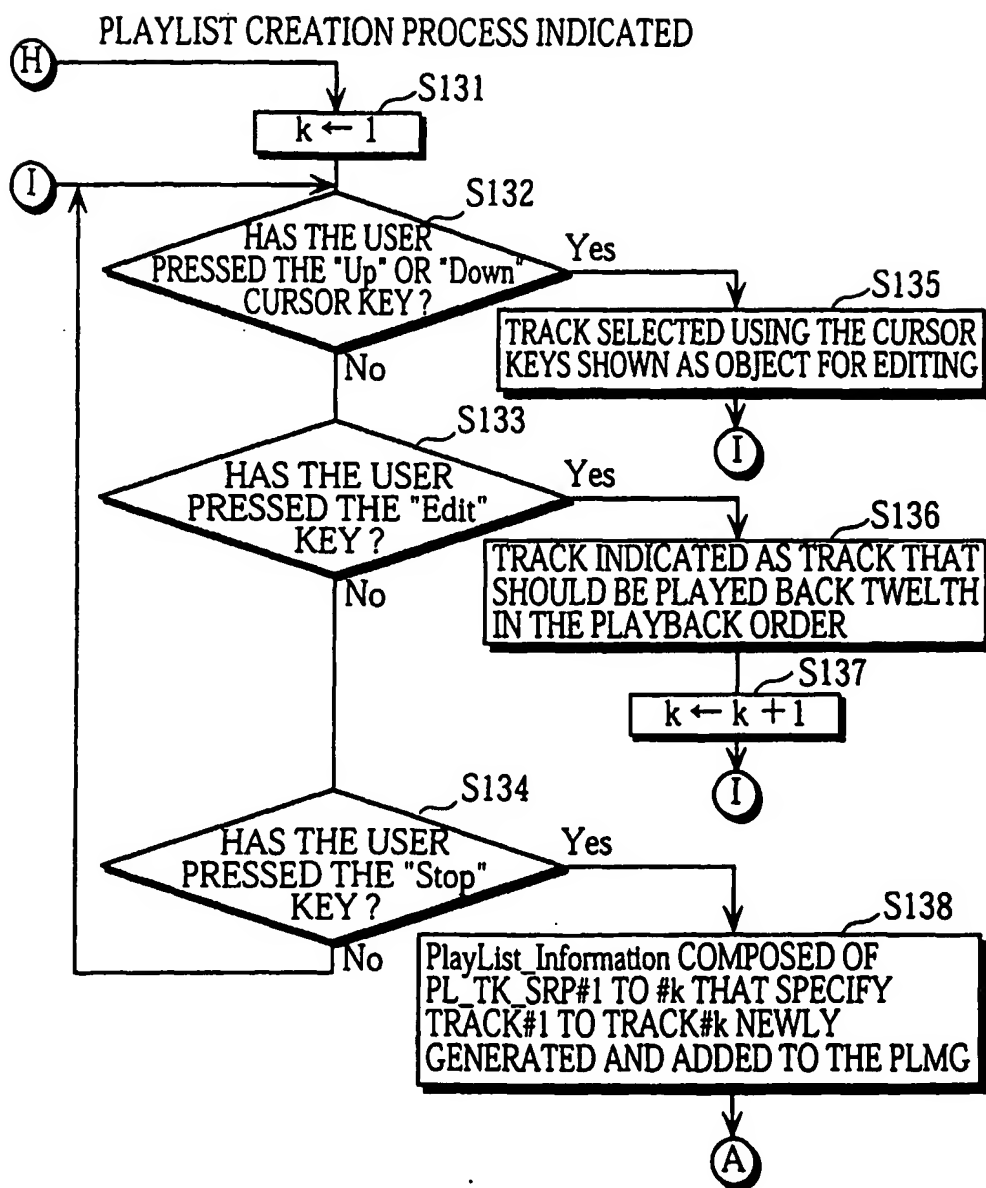 PLAYLIST CREATION PROCESS INDICATED
H
S131
k ← 1
I
S132
HAS THE USER
PRESSED THE "Up" OR "Down"
CURSOR KEY ?
Yes
No
S135
TRACK SELECTED USING THE CURSOR
KEYS SHOWN AS OBJECT FOR EDITING
I
S133
HAS THE USER
PRESSED THE "Edit"
KEY ?
Yes
No
S136
TRACK INDICATED AS TRACK THAT
SHOULD BE PLAYED BACK TWELTH
IN THE PLAYBACK ORDER
S137
k ← k + 1
I
S134
HAS THE USER
PRESSED THE "Stop"
KEY ?
Yes
No
S138
PlayList_Information COMPOSED OF
PL_TK_SRP#1 TO #k THAT SPECIFY
TRACK#1 TO TRACK#k NEWLY
GENERATED AND ADDED TO THE PLMG
A